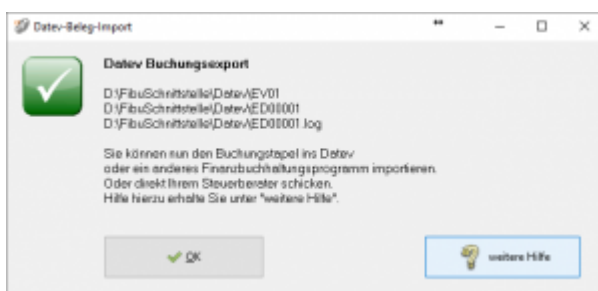 Datev-Beleg-Import
Datev Buchungsexport
D:\FibuSchnittstelle\Datev\EV01
D:\FibuSchnittstelle\Datev\ED00001
D:\FibuSchnittstelle\Datev\ED00001.log
Sie können nun den Buchungstapel ins Datev
oder ein anderes Finanzbuchhaltungsprogramm importieren.
Oder direkt Ihrem Steuerberater schicken.
Hilfe hierzu erhalte Sie unter "weitere Hilfe".
OK
weitere Hilfe